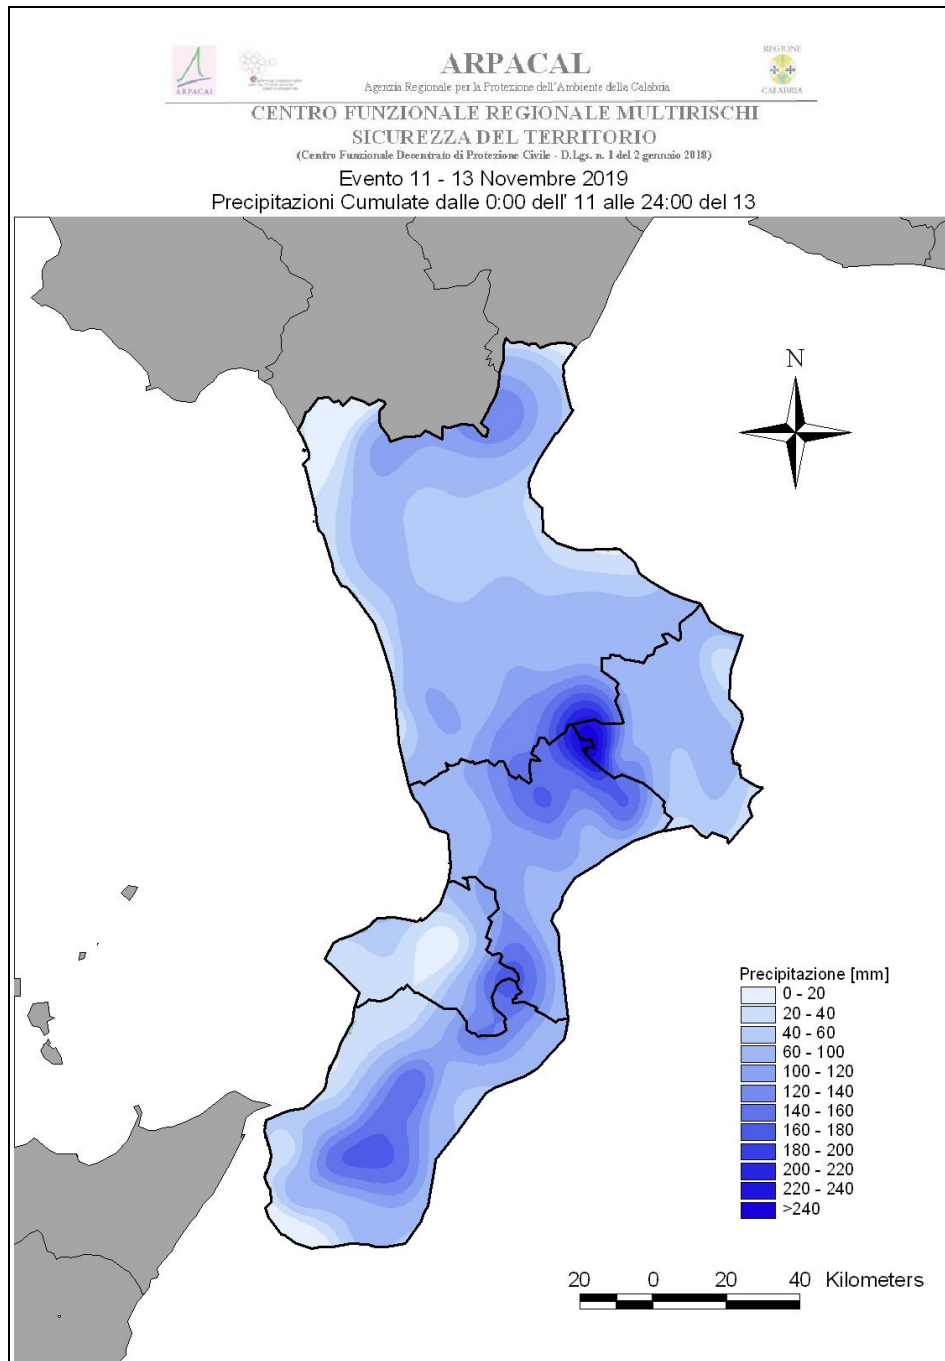 ARPACAL
Agenzia Regionale per la Protezione dell'Ambiente della Calabria
ARPACAL
REGIONE
CALABRIA
CENTRO FUNZIONALE REGIONALE MULTIRISCHI
SICUREZZA DEL TERRITORIO
(Centro Funzionale Decentrato di Protezione Civile - D.Lgs. n. 1 del 2 gennaio 2018)
Evento 11 - 13 Novembre 2019
Precipitazioni Cumulate dalle 0:00 dell' 11 alle 24:00 del 13
N
Precipitazione [mm]
0 - 20
20 - 40
40 - 60
60 - 100
100 - 120
120 - 140
140 - 160
160 - 180
180 - 200
200 - 220
220 - 240
>240
20 0 20 40 Kilometers